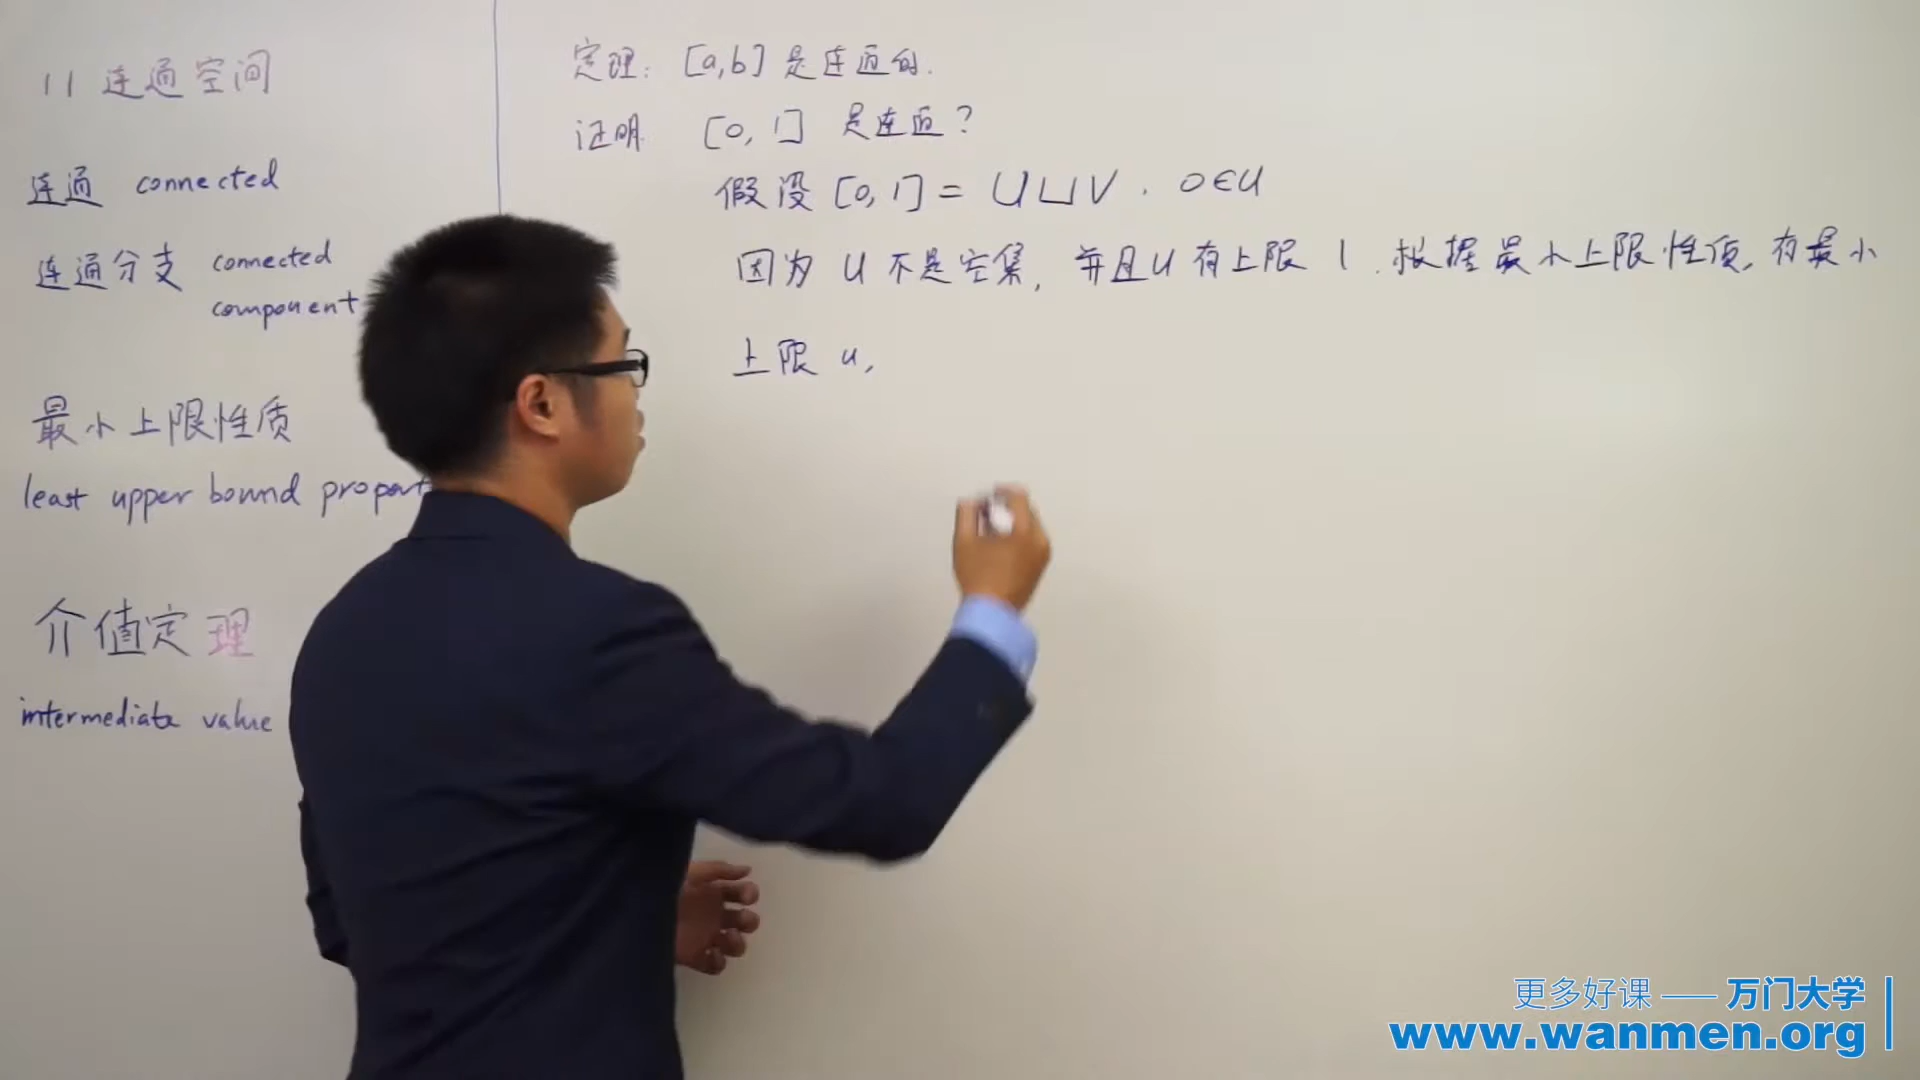 11 连通空间
连通 connected
连通分支 connected
component
最小上限性质
least upper bound propert
介值定理
intermediate value
定理: [a,b] 是连通的.
证明 [0, 1] 是连通?
假设 [0,1] = U⊔V. 0∈U
因为 U 不是空集, 并且U有上限 1. 根据最小上限性质, 有最小
上限 u,
更多好课 —— 万门大学
www.wanmen.org